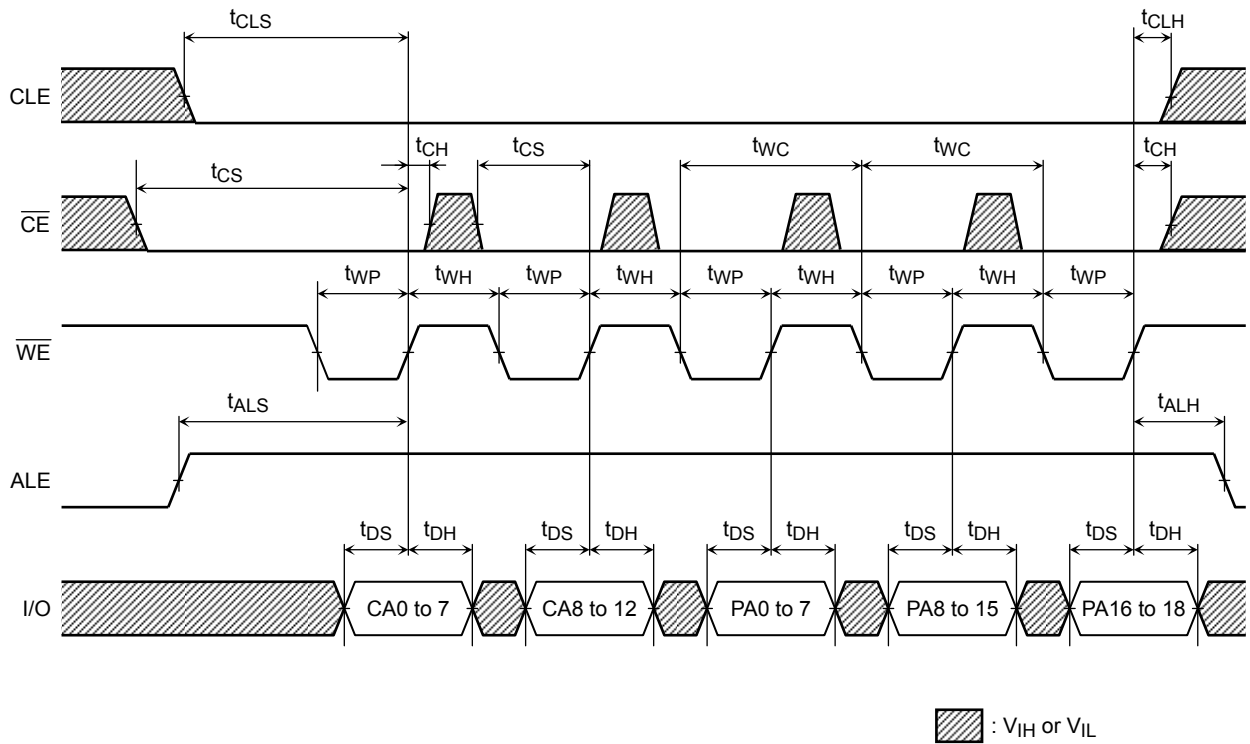 tCLS tCLH
CLE
tCH tCS tWC tWC tCH
tCS
CE
tWP tWH tWP tWH tWP tWH tWP tWH tWP
WE
tALS tALH
ALE
tDS tDH tDS tDH tDS tDH tDS tDH tDS tDH
I/O CA0 to 7 CA8 to 12 PA0 to 7 PA8 to 15 PA16 to 18
: VIH or VIL